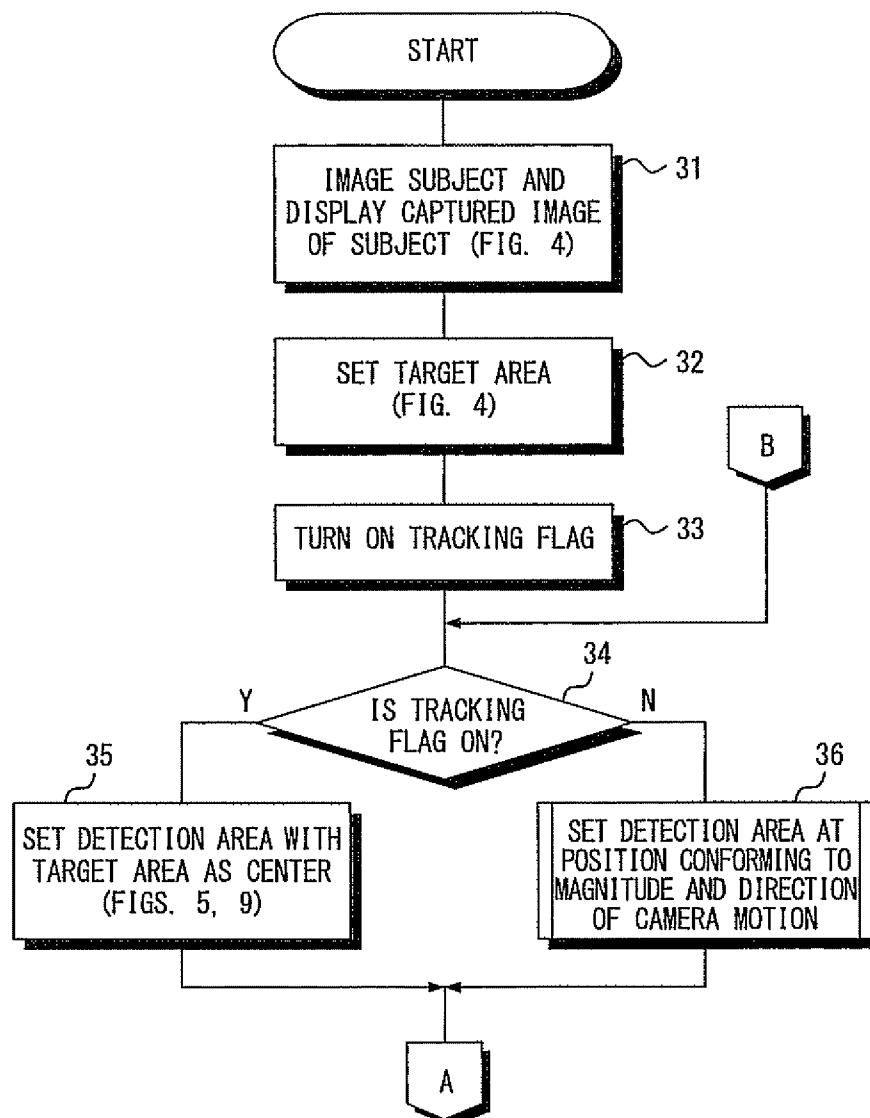 START
31
IMAGE SUBJECT AND
DISPLAY CAPTURED IMAGE
OF SUBJECT (FIG. 4)
32
SET TARGET AREA
(FIG. 4)
B
33
TURN ON TRACKING FLAG
34
Y
N
IS TRACKING
FLAG ON?
35
SET DETECTION AREA WITH
TARGET AREA AS CENTER
(FIGS. 5, 9)
36
SET DETECTION AREA AT
POSITION CONFORMING TO
MAGNITUDE AND DIRECTION
OF CAMERA MOTION
A